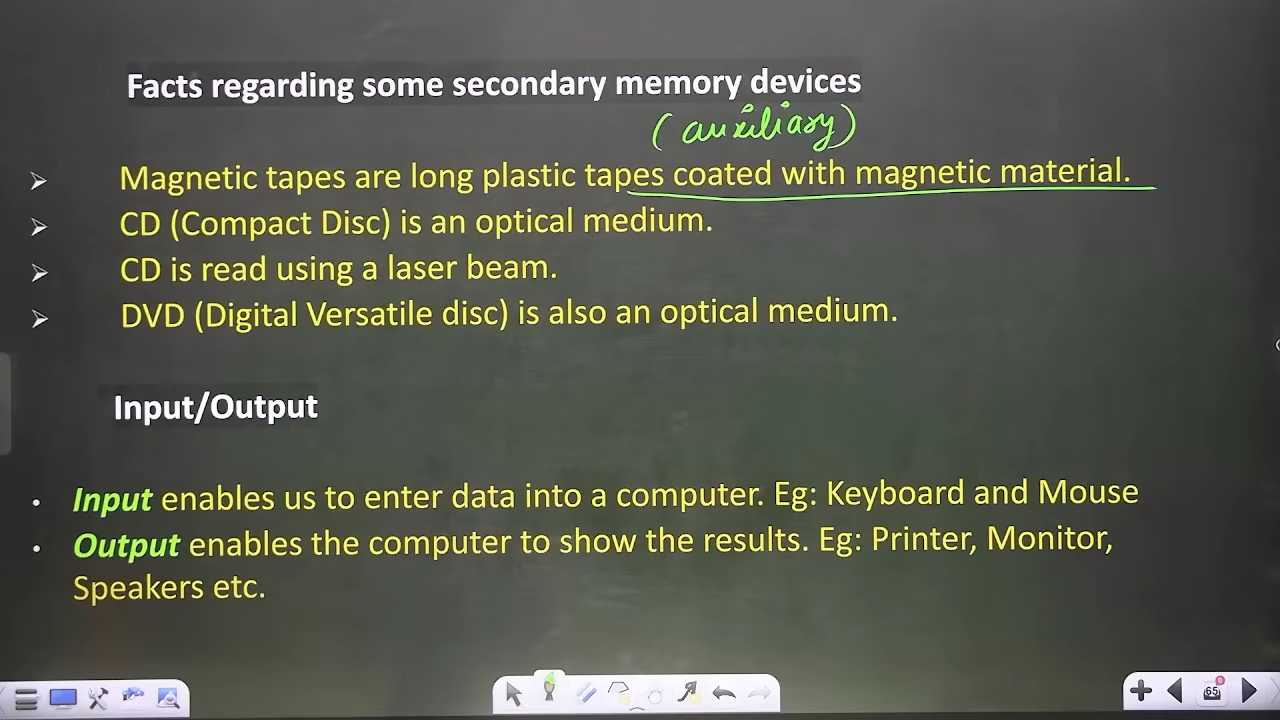 Facts regarding some secondary memory devices
(auxiliary)
➢ Magnetic tapes are long plastic tapes coated with magnetic material.
➢ CD (Compact Disc) is an optical medium.
➢ CD is read using a laser beam.
➢ DVD (Digital Versatile disc) is also an optical medium.
Input/Output
• Input enables us to enter data into a computer. Eg: Keyboard and Mouse
• Output enables the computer to show the results. Eg: Printer, Monitor,
Speakers etc.
65
0